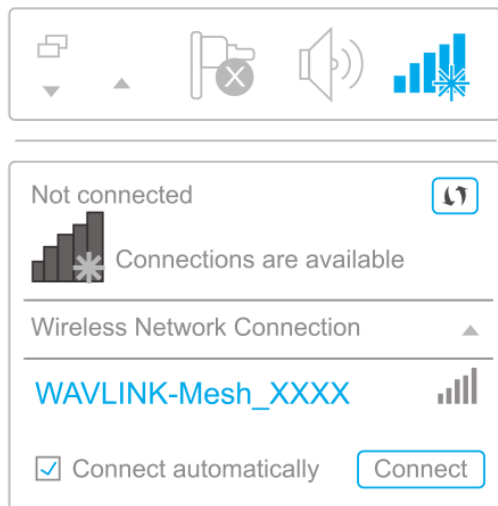 Not connected
Connections are available
Wireless Network Connection
WAVLINK-Mesh_XXXX
Connect automatically
Connect